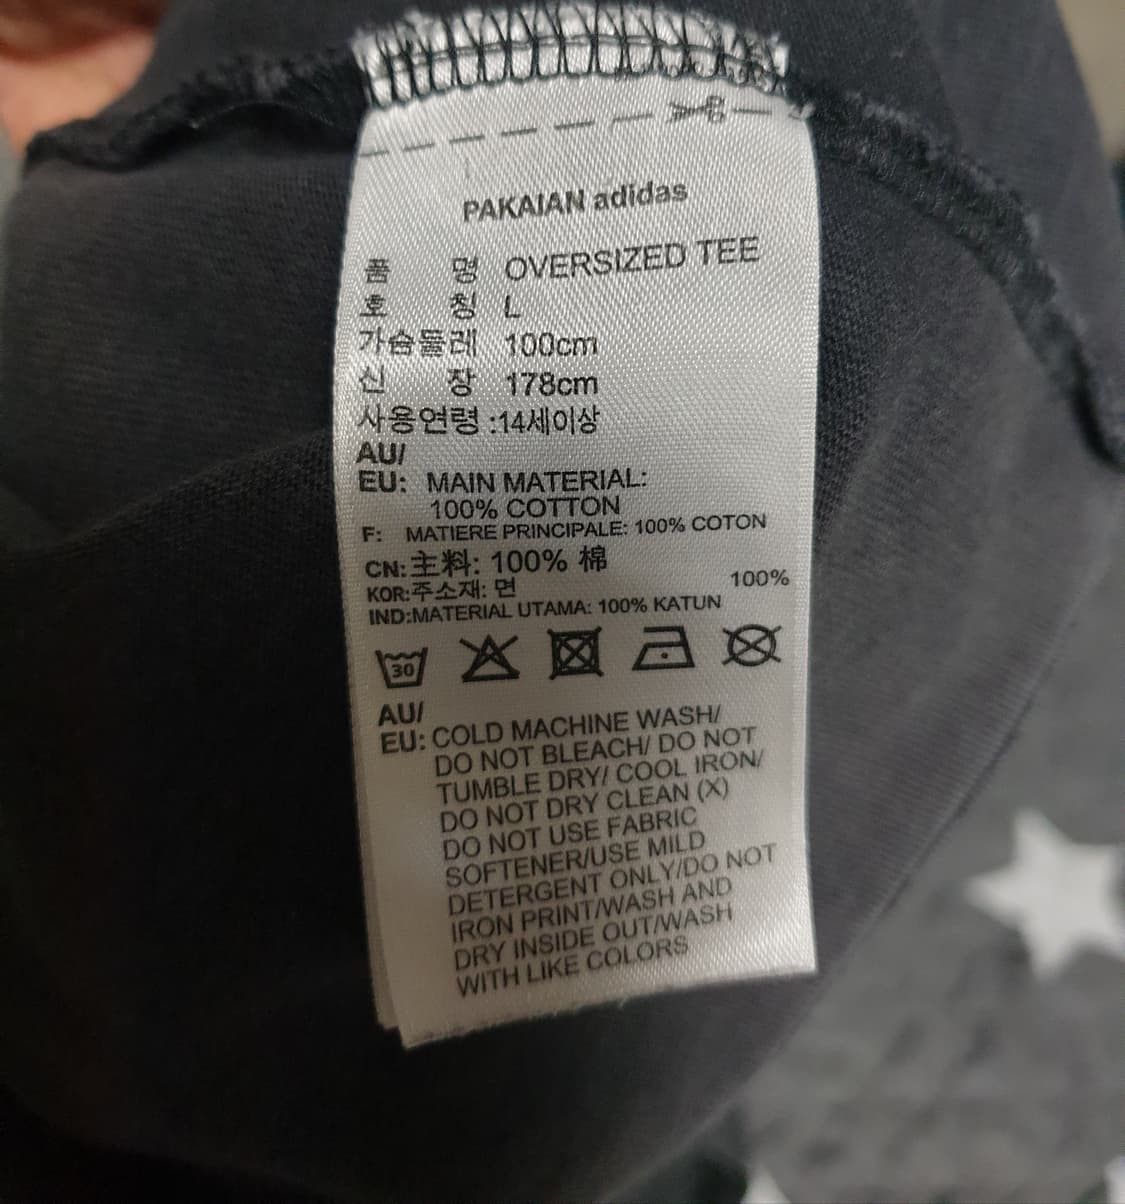 PAKAIAN adidas
품 명 OVERSIZED TEE
호 칭 L
가슴둘레 100cm
신 장 178cm
사용연령 :14세이상
AU/
EU: MAIN MATERIAL:
100% COTTON
F: MATIERE PRINCIPALE: 100% COTON
CN:主料: 100% 棉
KOR:주소재: 면 100%
IND:MATERIAL UTAMA: 100% KATUN
30
AU/
EU: COLD MACHINE WASH/
DO NOT BLEACH/ DO NOT
TUMBLE DRY/ COOL IRON/
DO NOT DRY CLEAN (X)
DO NOT USE FABRIC
SOFTENER/USE MILD
DETERGENT ONLY/DO NOT
IRON PRINT/WASH AND
DRY INSIDE OUT/WASH
WITH LIKE COLORS